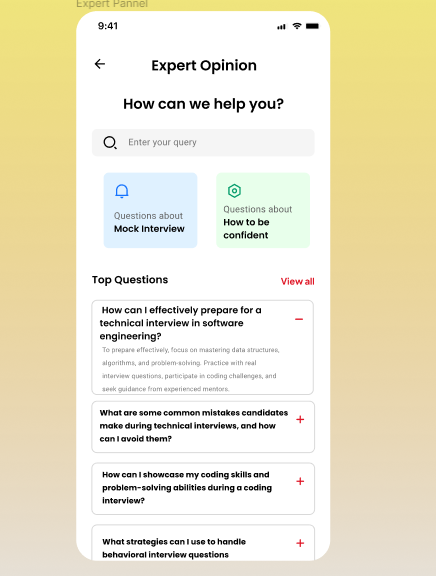 Expert Pannel
9:41
Expert Opinion
How can we help you?
Enter your query
Questions about
Mock Interview
Questions about
How to be
confident
Top Questions
View all
How can I effectively prepare for a
technical interview in software
engineering?
To prepare effectively, focus on mastering data structures,
algorithms, and problem-solving. Practice with real
interview questions, participate in coding challenges, and
seek guidance from experienced mentors.
What are some common mistakes candidates
make during technical interviews, and how
can I avoid them?
How can I showcase my coding skills and
problem-solving abilities during a coding
interview?
What strategies can I use to handle
behavioral interview questions